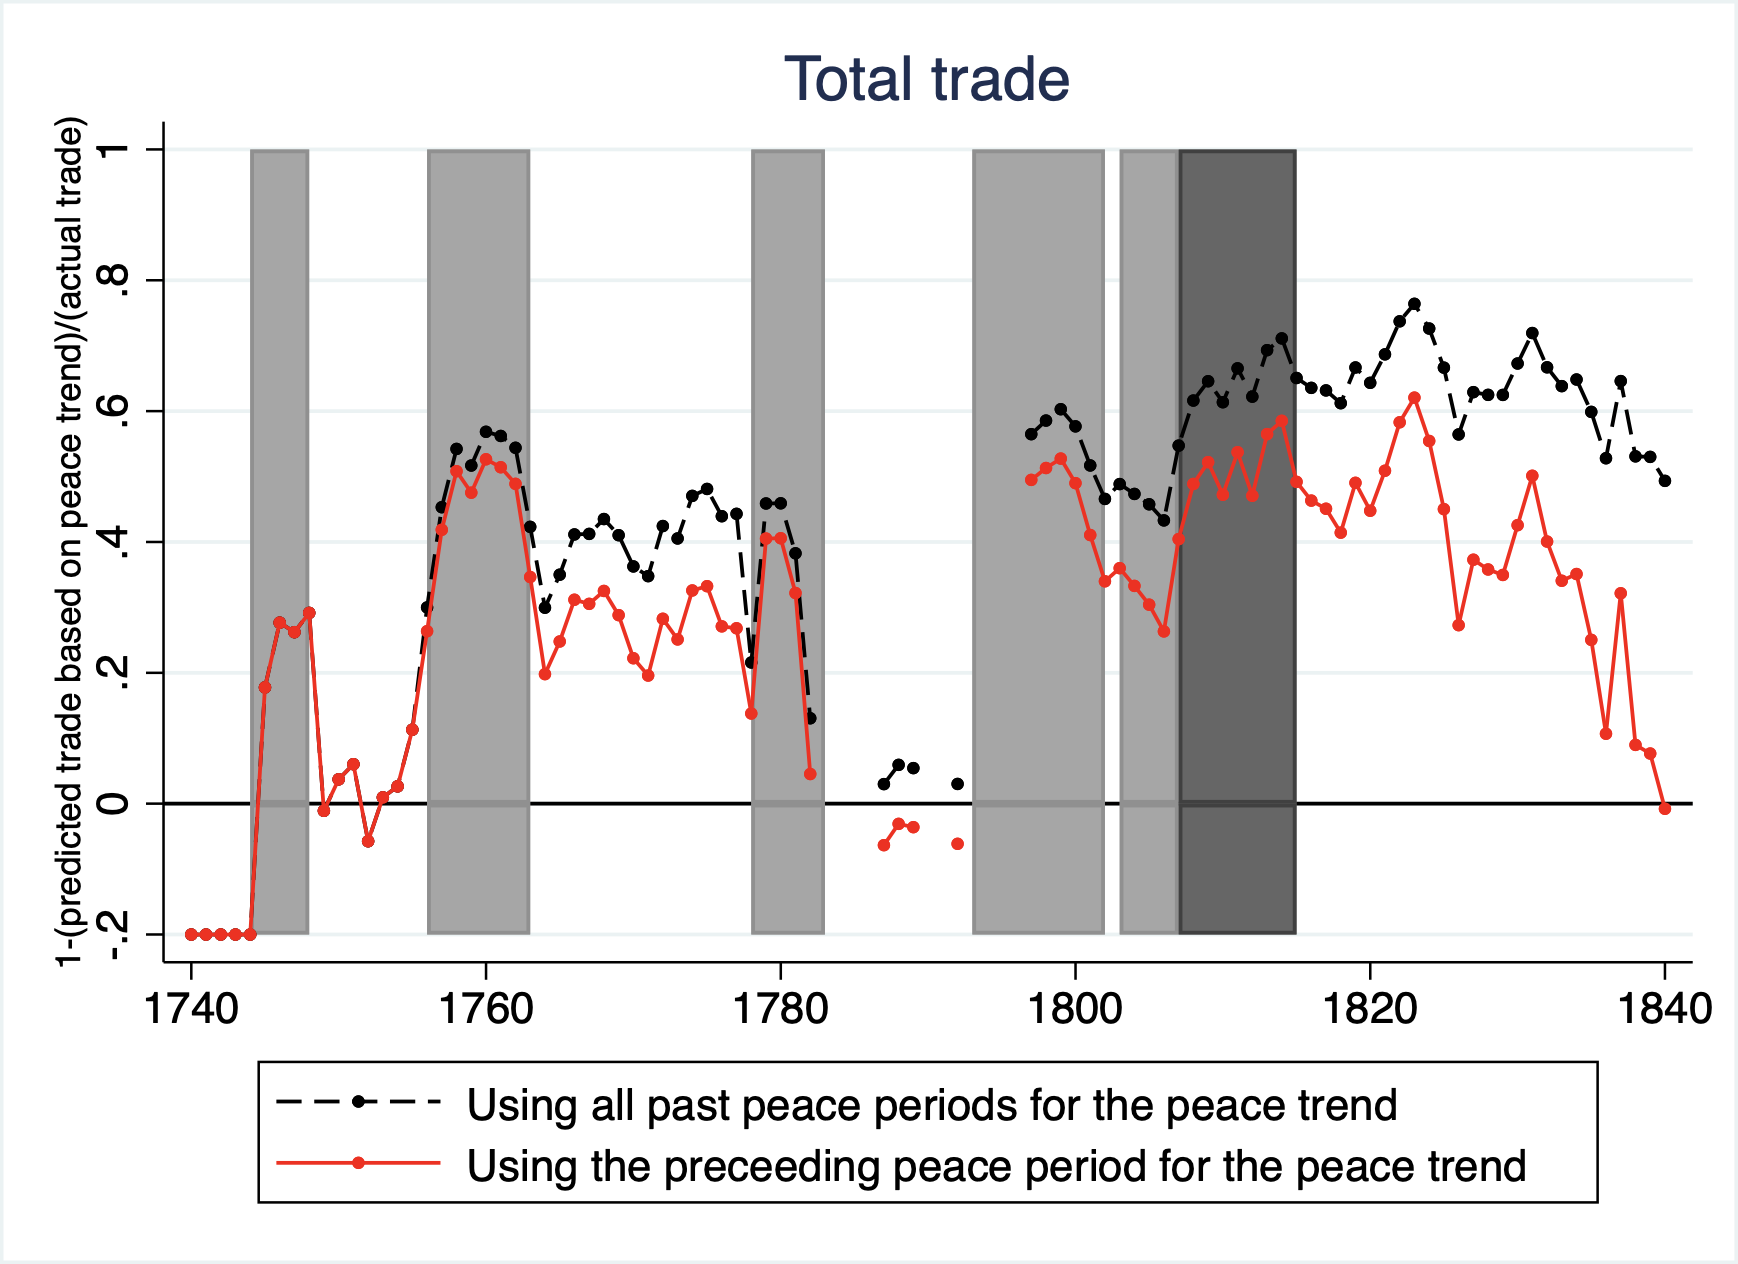 Total trade
1-(predicted trade based on peace trend)/(actual trade)
1
.8
.6
.4
.2
0
-.2
1740 1760 1780 1800 1820 1840
Using all past peace periods for the peace trend
Using the preceeding peace period for the peace trend